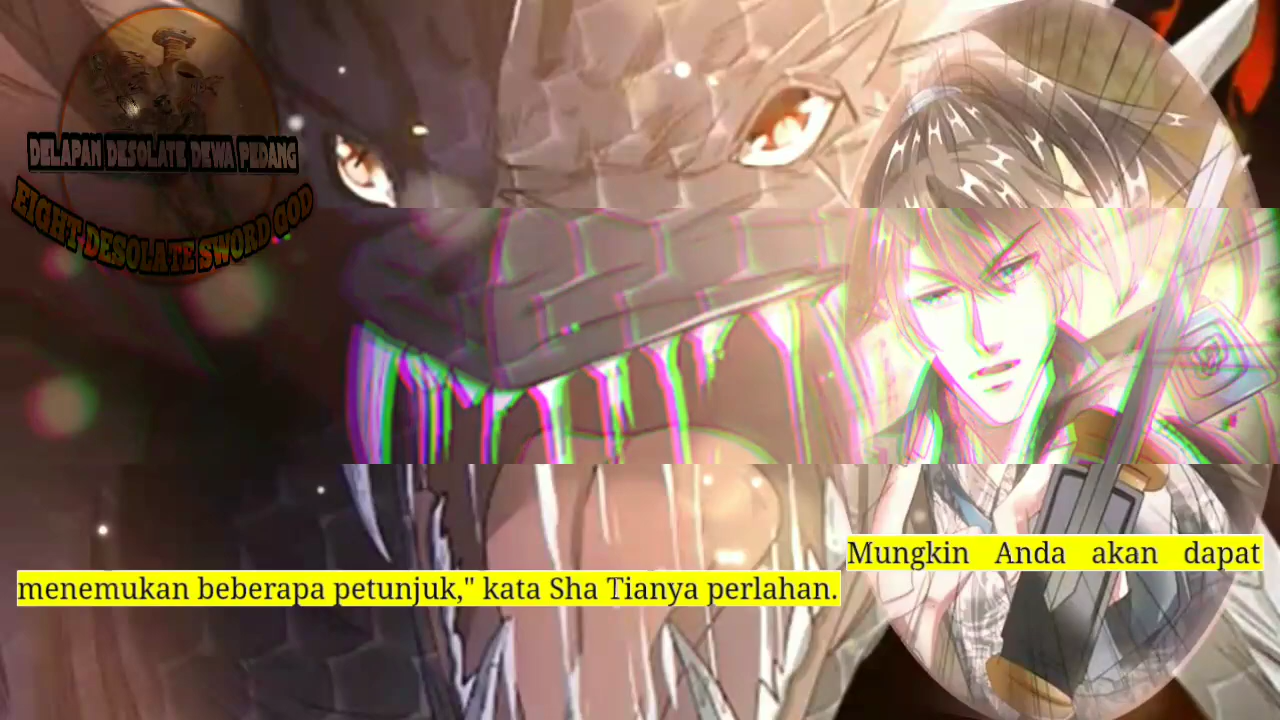 DELAPAN DESOLATE DEWA PEDANG
EIGHT DESOLATE SWORD GOD
Mungkin Anda akan dapat
menemukan beberapa petunjuk," kata Sha Tianya perlahan.